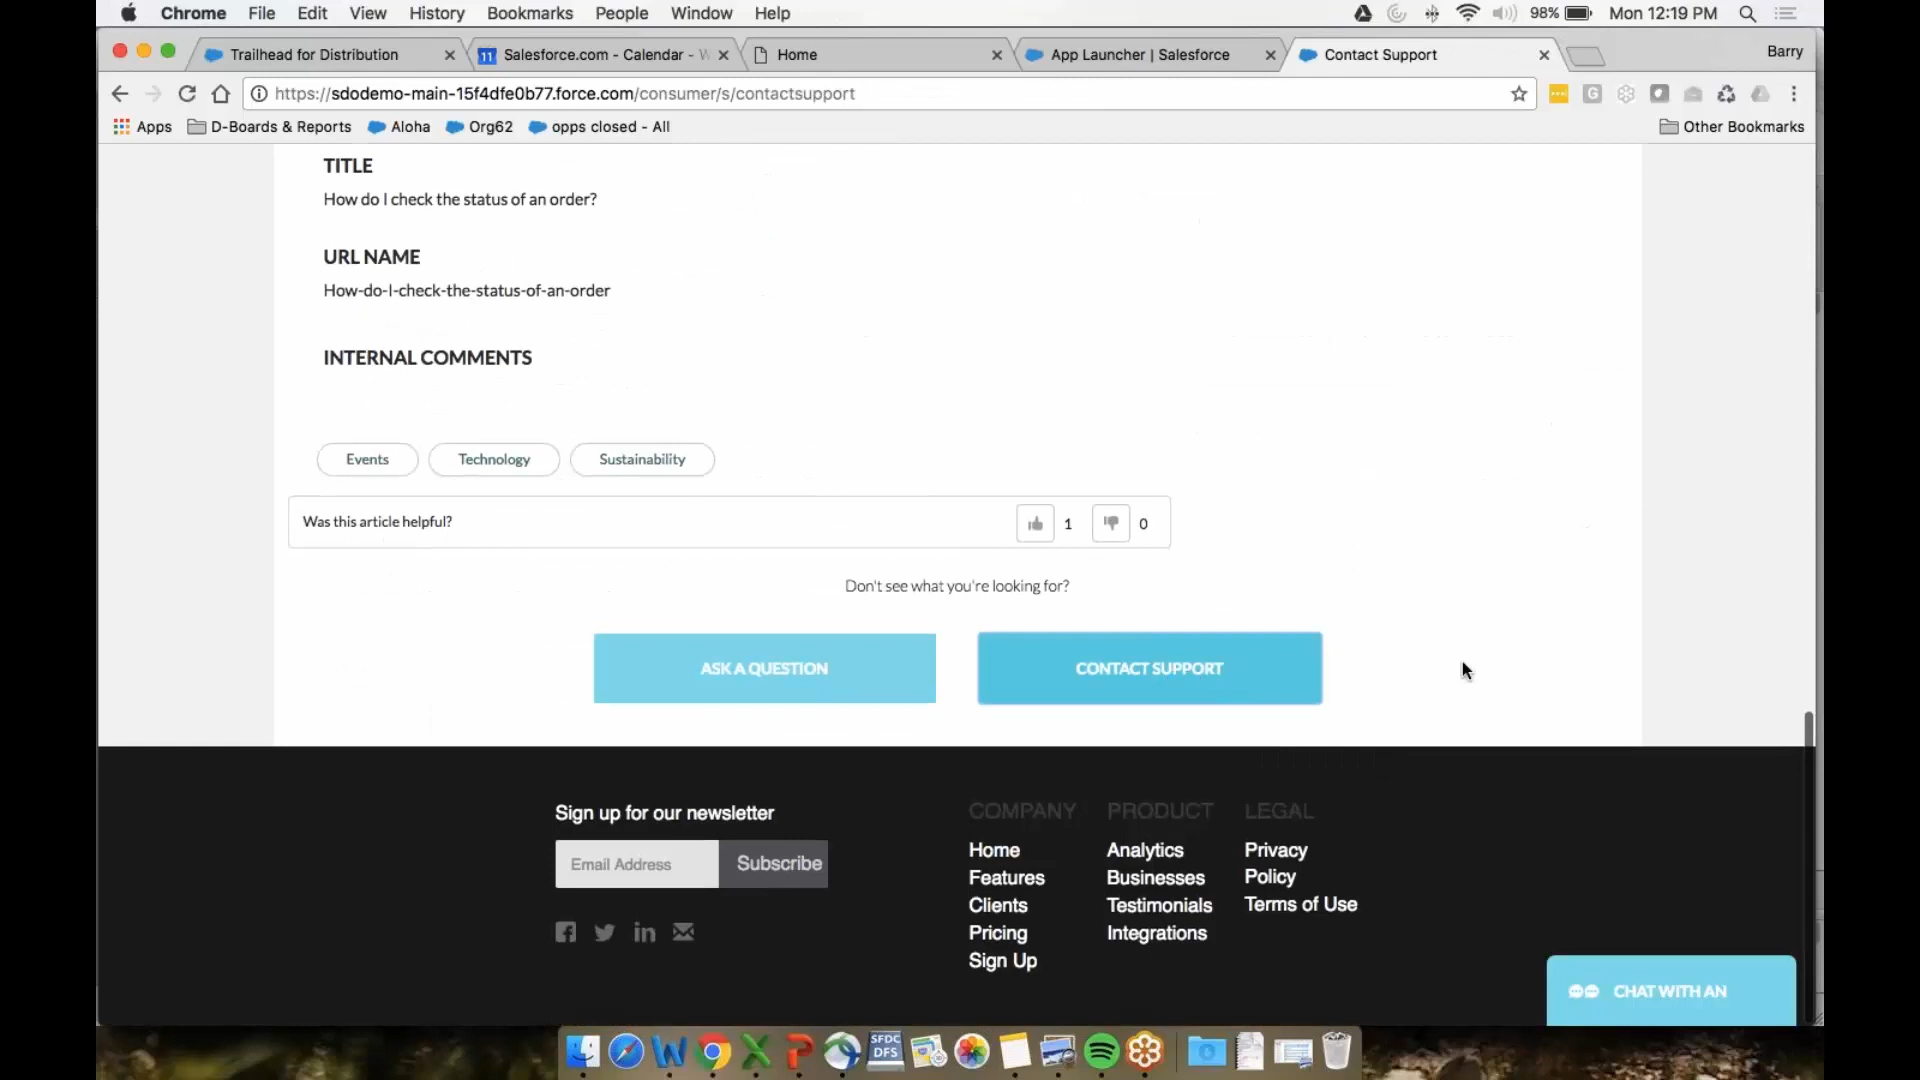 Chrome File Edit View History Bookmarks People Window Help 98% Mon 12:19 PM
Trailhead for Distribution
11 Salesforce.com - Calendar - W
Home
App Launcher | Salesforce
Contact Support
Barry
https://sdodemo-main-15f4dfe0b77.force.com/consumer/s/contactsupport
G
Apps D-Boards & Reports Aloha Org62 opps closed - All Other Bookmarks
TITLE
How do I check the status of an order?
URL NAME
How-do-I-check-the-status-of-an-order
INTERNAL COMMENTS
Events Technology Sustainability
Was this article helpful? 1 0
Don't see what you're looking for?
ASK A QUESTION CONTACT SUPPORT
Sign up for our newsletter
Email Address Subscribe
COMPANY
Home
Features
Clients
Pricing
Sign Up
PRODUCT
Analytics
Businesses
Testimonials
Integrations
LEGAL
Privacy
Policy
Terms of Use
CHAT WITH AN
SFDC
DFS